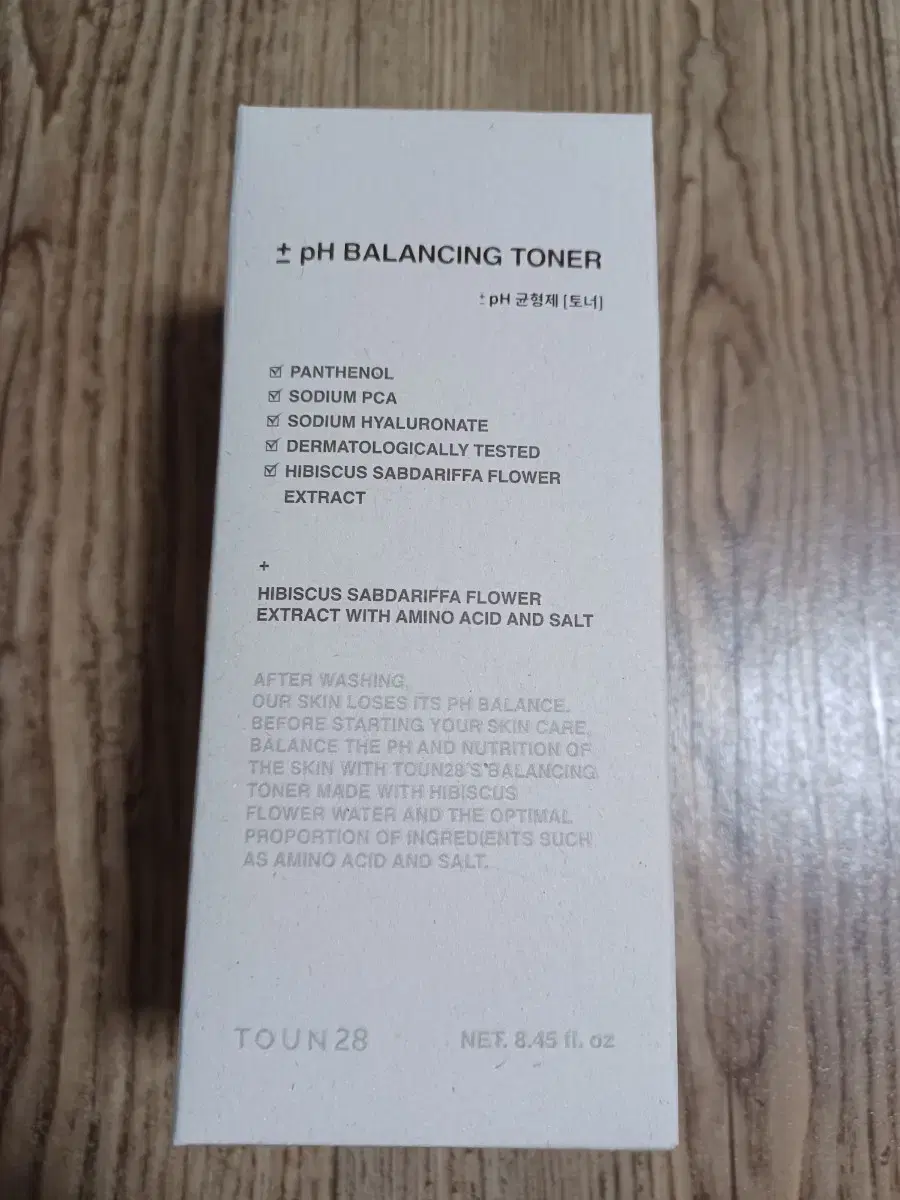 ± pH BALANCING TONER
±pH 균형제 [토너]
☑ PANTHENOL
☑ SODIUM PCA
☑ SODIUM HYALURONATE
☑ DERMATOLOGICALLY TESTED
☑ HIBISCUS SABDARIFFA FLOWER
EXTRACT
+
HIBISCUS SABDARIFFA FLOWER
EXTRACT WITH AMINO ACID AND SALT
AFTER WASHING,
OUR SKIN LOSES ITS PH BALANCE.
BEFORE STARTING YOUR SKIN CARE,
BALANCE THE PH AND NUTRITION OF
THE SKIN WITH TOUN28'S BALANCING
TONER MADE WITH HIBISCUS
FLOWER WATER AND THE OPTIMAL
PROPORTION OF INGREDIENTS SUCH
AS AMINO ACID AND SALT.
TOUN28
NET. 8.45 fl. oz